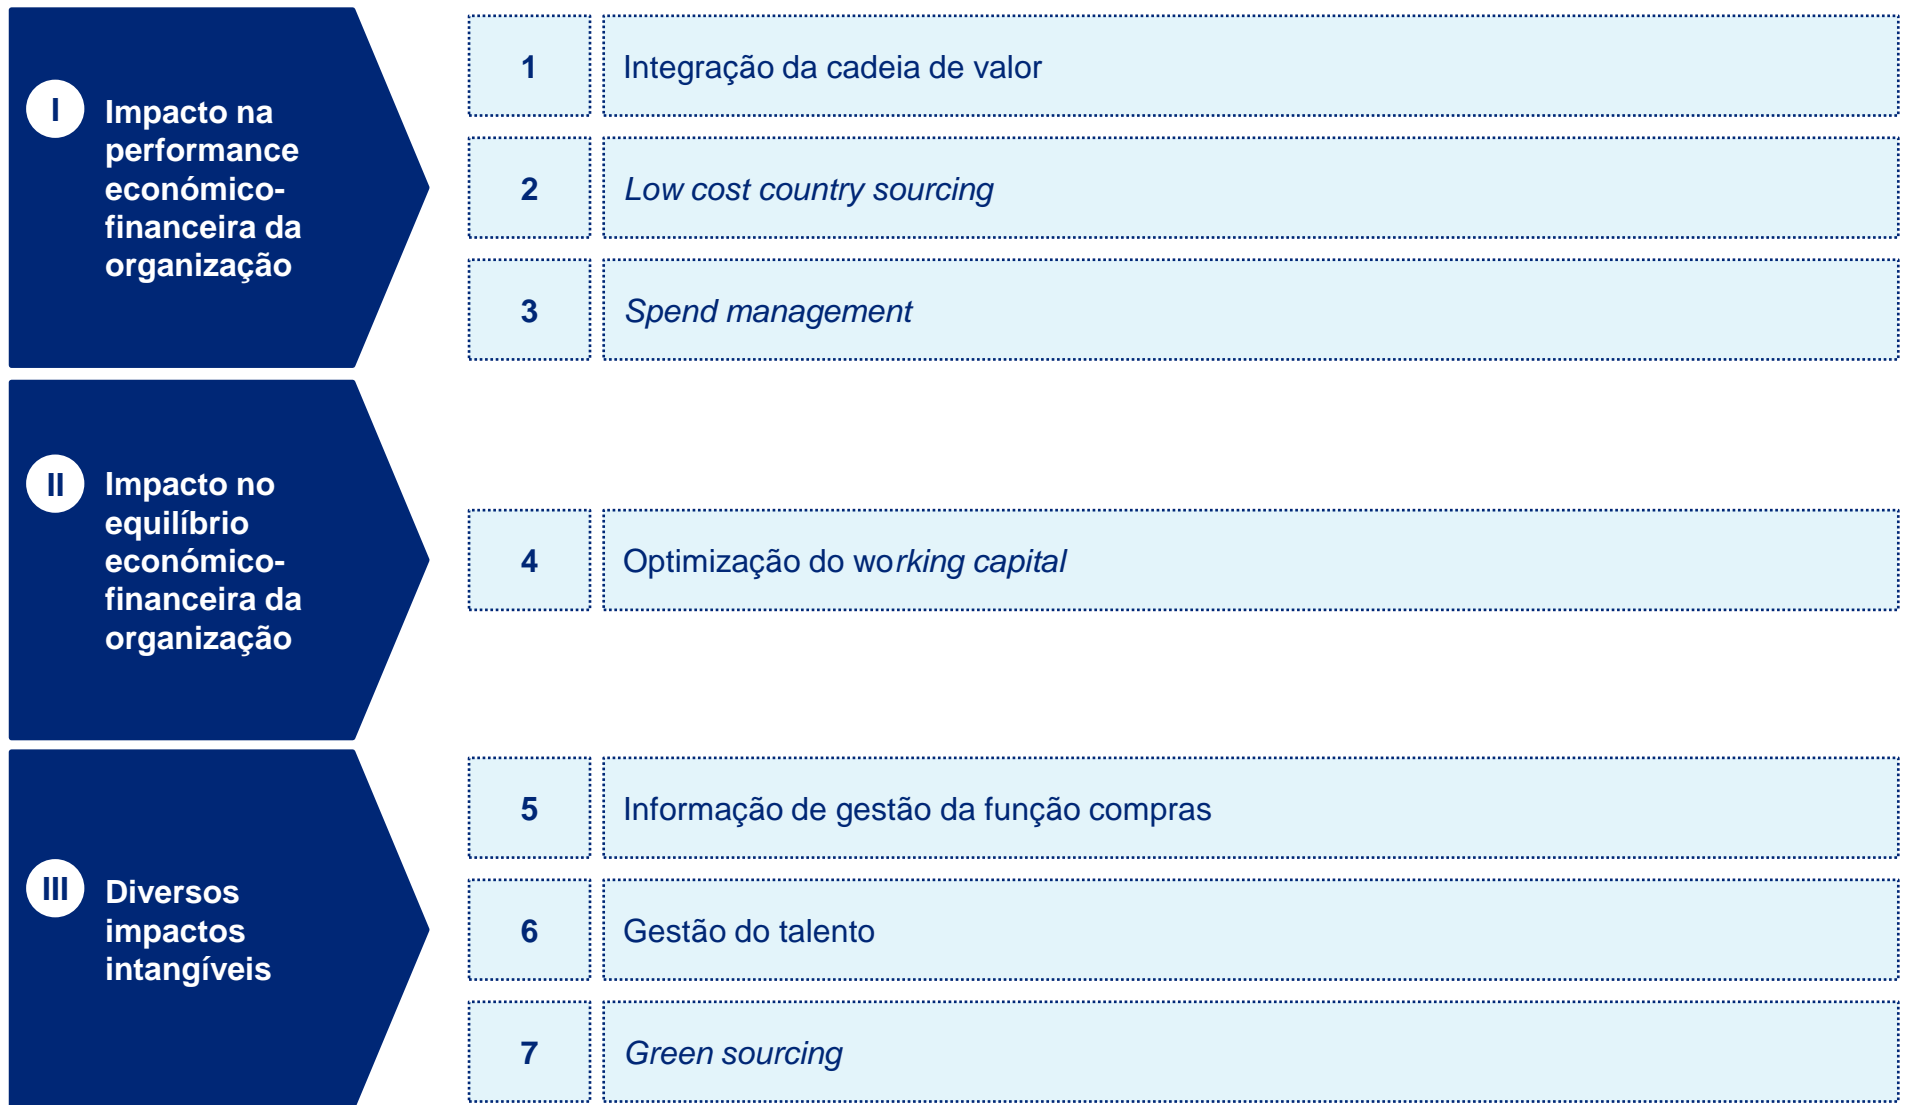 I
Impacto na
performance
económico-
financeira da
organização
1
Integração da cadeia de valor
2
Low cost country sourcing
3
Spend management
II
Impacto no
equilíbrio
económico-
financeira da
organização
4
Optimização do working capital
III
Diversos
impactos
intangíveis
5
Informação de gestão da função compras
6
Gestão do talento
7
Green sourcing